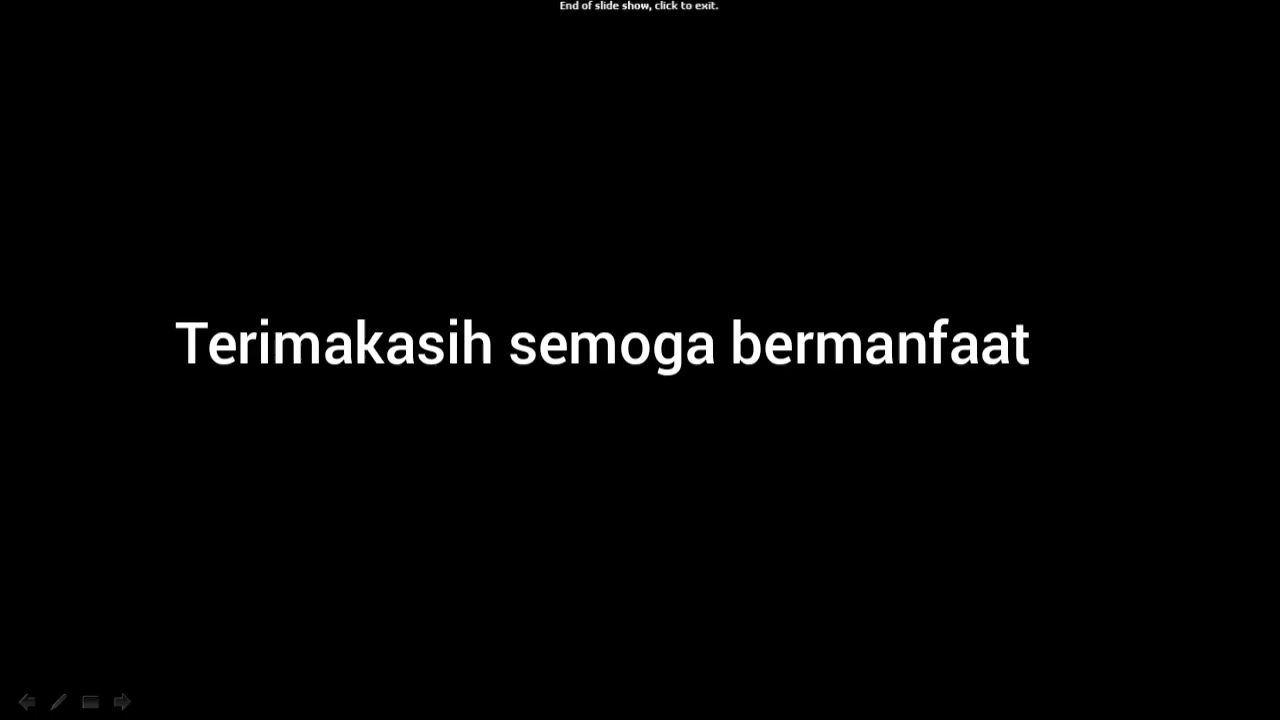 End of slide show, click to exit.
Terimakasih semoga bermanfaat